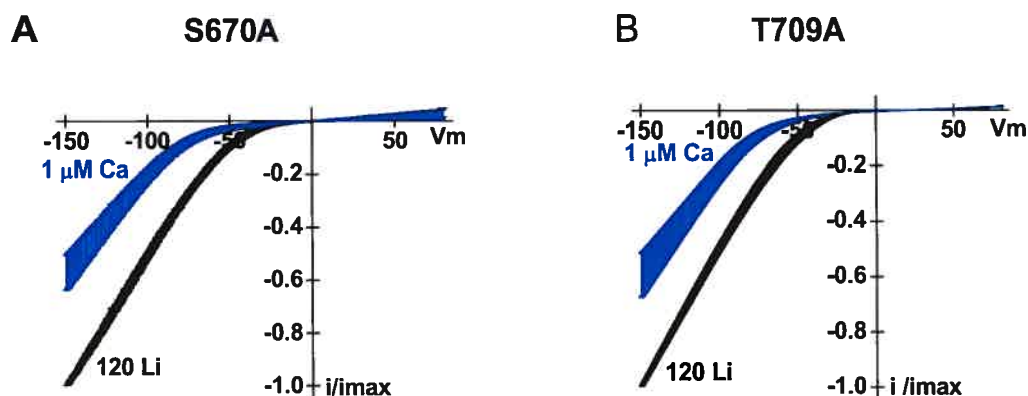 A S670A
-150 -100 -50 50 Vm
1 µM Ca
-0.2
-0.4
-0.6
-0.8
120 Li
-1.0 i/imax
B T709A
-150 -100 -50 50 Vm
1 µM Ca
-0.2
-0.4
-0.6
-0.8
120 Li
-1.0 i /imax